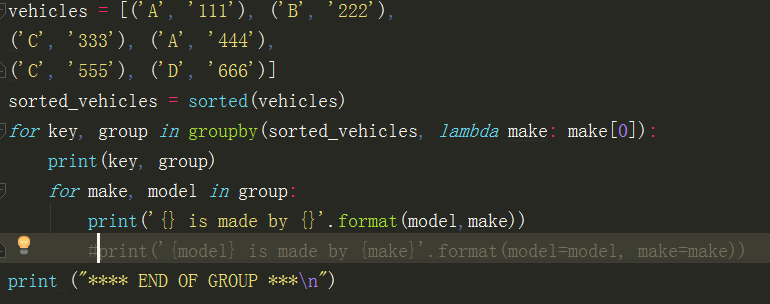 vehicles = [('A', '111'), ('B', '222'),
('C', '333'), ('A', '444'),
('C', '555'), ('D', '666')]
sorted_vehicles = sorted(vehicles)
for key, group in groupby(sorted_vehicles, lambda make: make[0]):
    print(key, group)
    for make, model in group:
        print('{} is made by {}'.format(model,make))
        #print('{model} is made by {make}'.format(model=model, make=make))
print ("**** END OF GROUP ***\n")